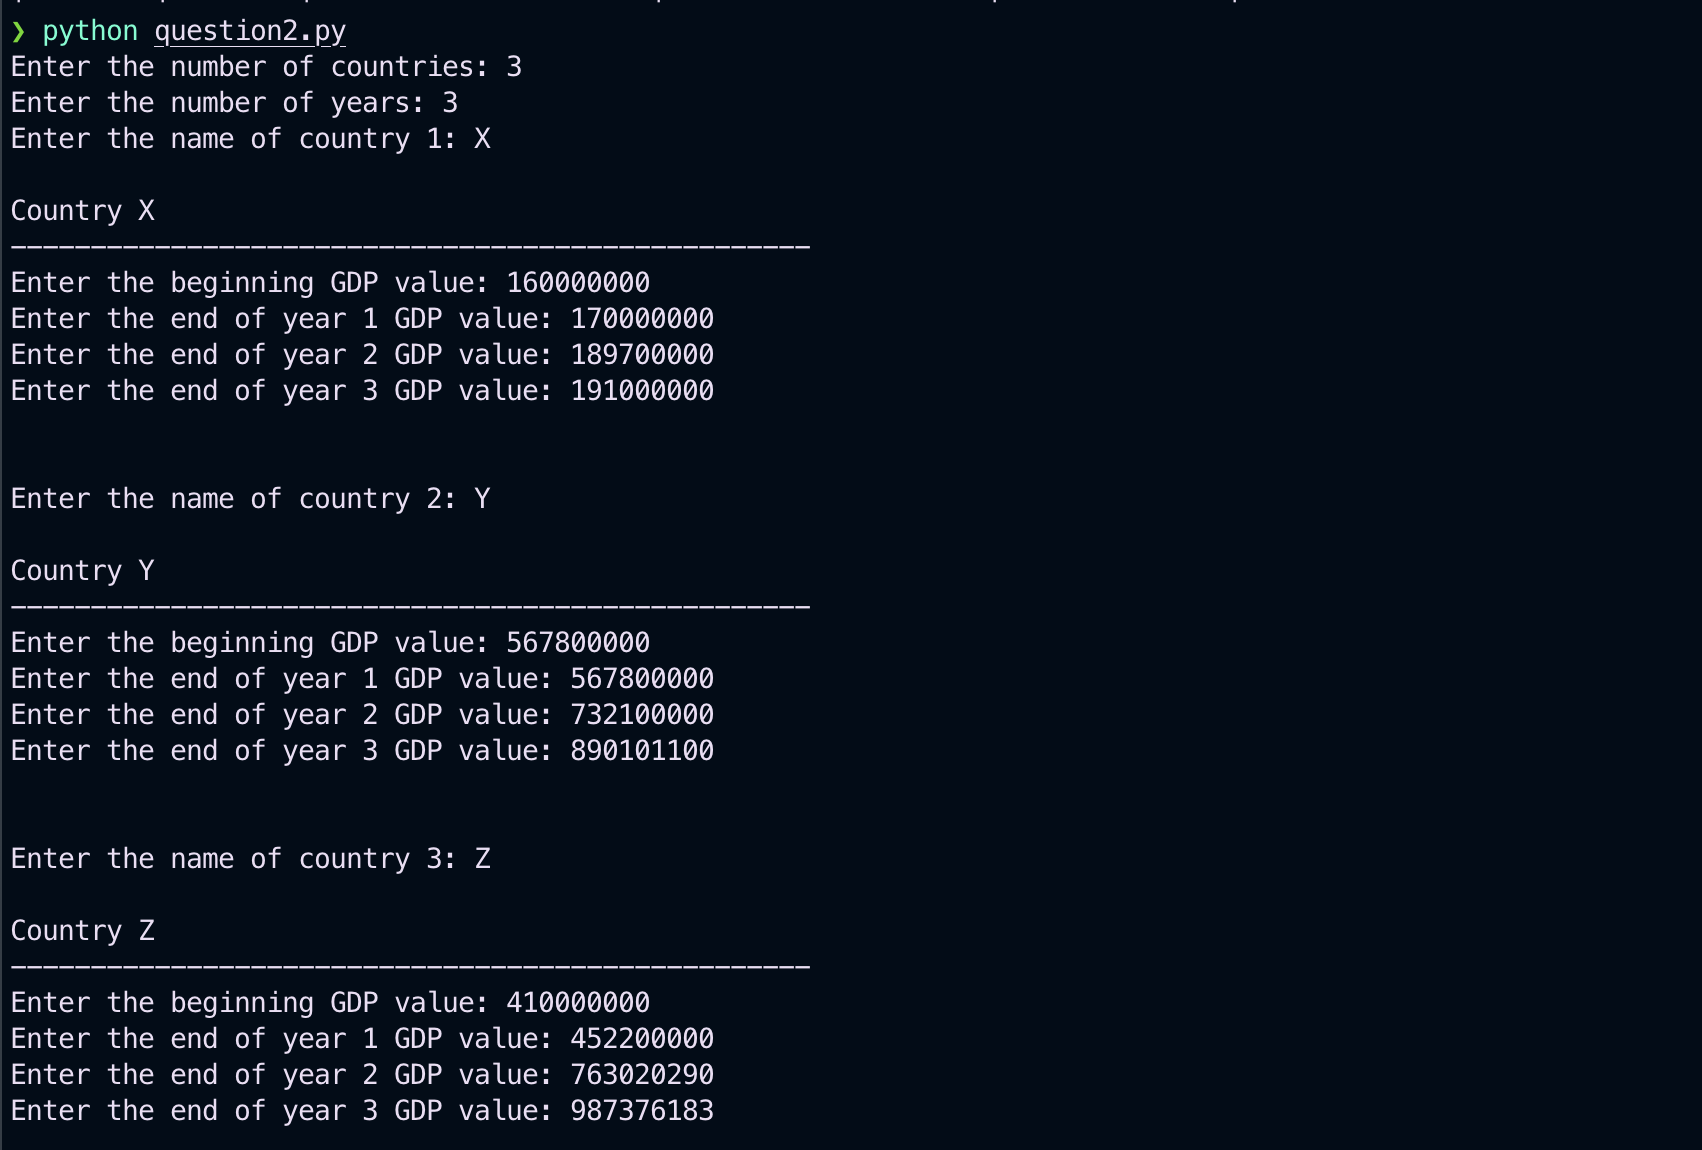 ❯ python question2.py
Enter the number of countries: 3
Enter the number of years: 3
Enter the name of country 1: X
Country X
--------------------------------------------------
Enter the beginning GDP value: 160000000
Enter the end of year 1 GDP value: 170000000
Enter the end of year 2 GDP value: 189700000
Enter the end of year 3 GDP value: 191000000
Enter the name of country 2: Y
Country Y
--------------------------------------------------
Enter the beginning GDP value: 567800000
Enter the end of year 1 GDP value: 567800000
Enter the end of year 2 GDP value: 732100000
Enter the end of year 3 GDP value: 890101100
Enter the name of country 3: Z
Country Z
--------------------------------------------------
Enter the beginning GDP value: 410000000
Enter the end of year 1 GDP value: 452200000
Enter the end of year 2 GDP value: 763020290
Enter the end of year 3 GDP value: 987376183